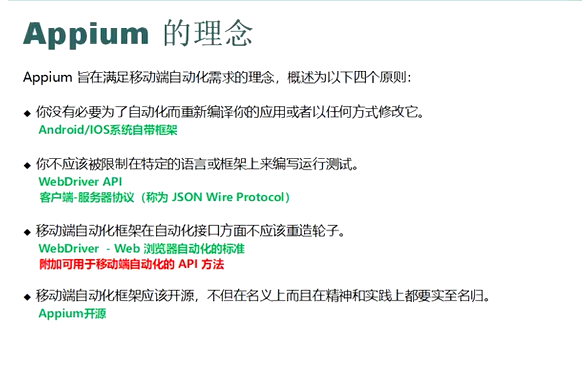 Appium 的理念
Appium 旨在满足移动端自动化需求的理念，概述为以下四个原则：
◆ 你没有必要为了自动化而重新编译你的应用或者以任何方式修改它。
Android/IOS系统自带框架
◆ 你不应该被限制在特定的语言或框架上来编写运行测试。
WebDriver API
客户端-服务器协议（称为 JSON Wire Protocol）
◆ 移动端自动化框架在自动化接口方面不应该重造轮子。
WebDriver - Web 浏览器自动化的标准
附加可用于移动端自动化的 API 方法
◆ 移动端自动化框架应该开源，不但在名义上而且在精神和实践上都要实至名归。
Appium开源